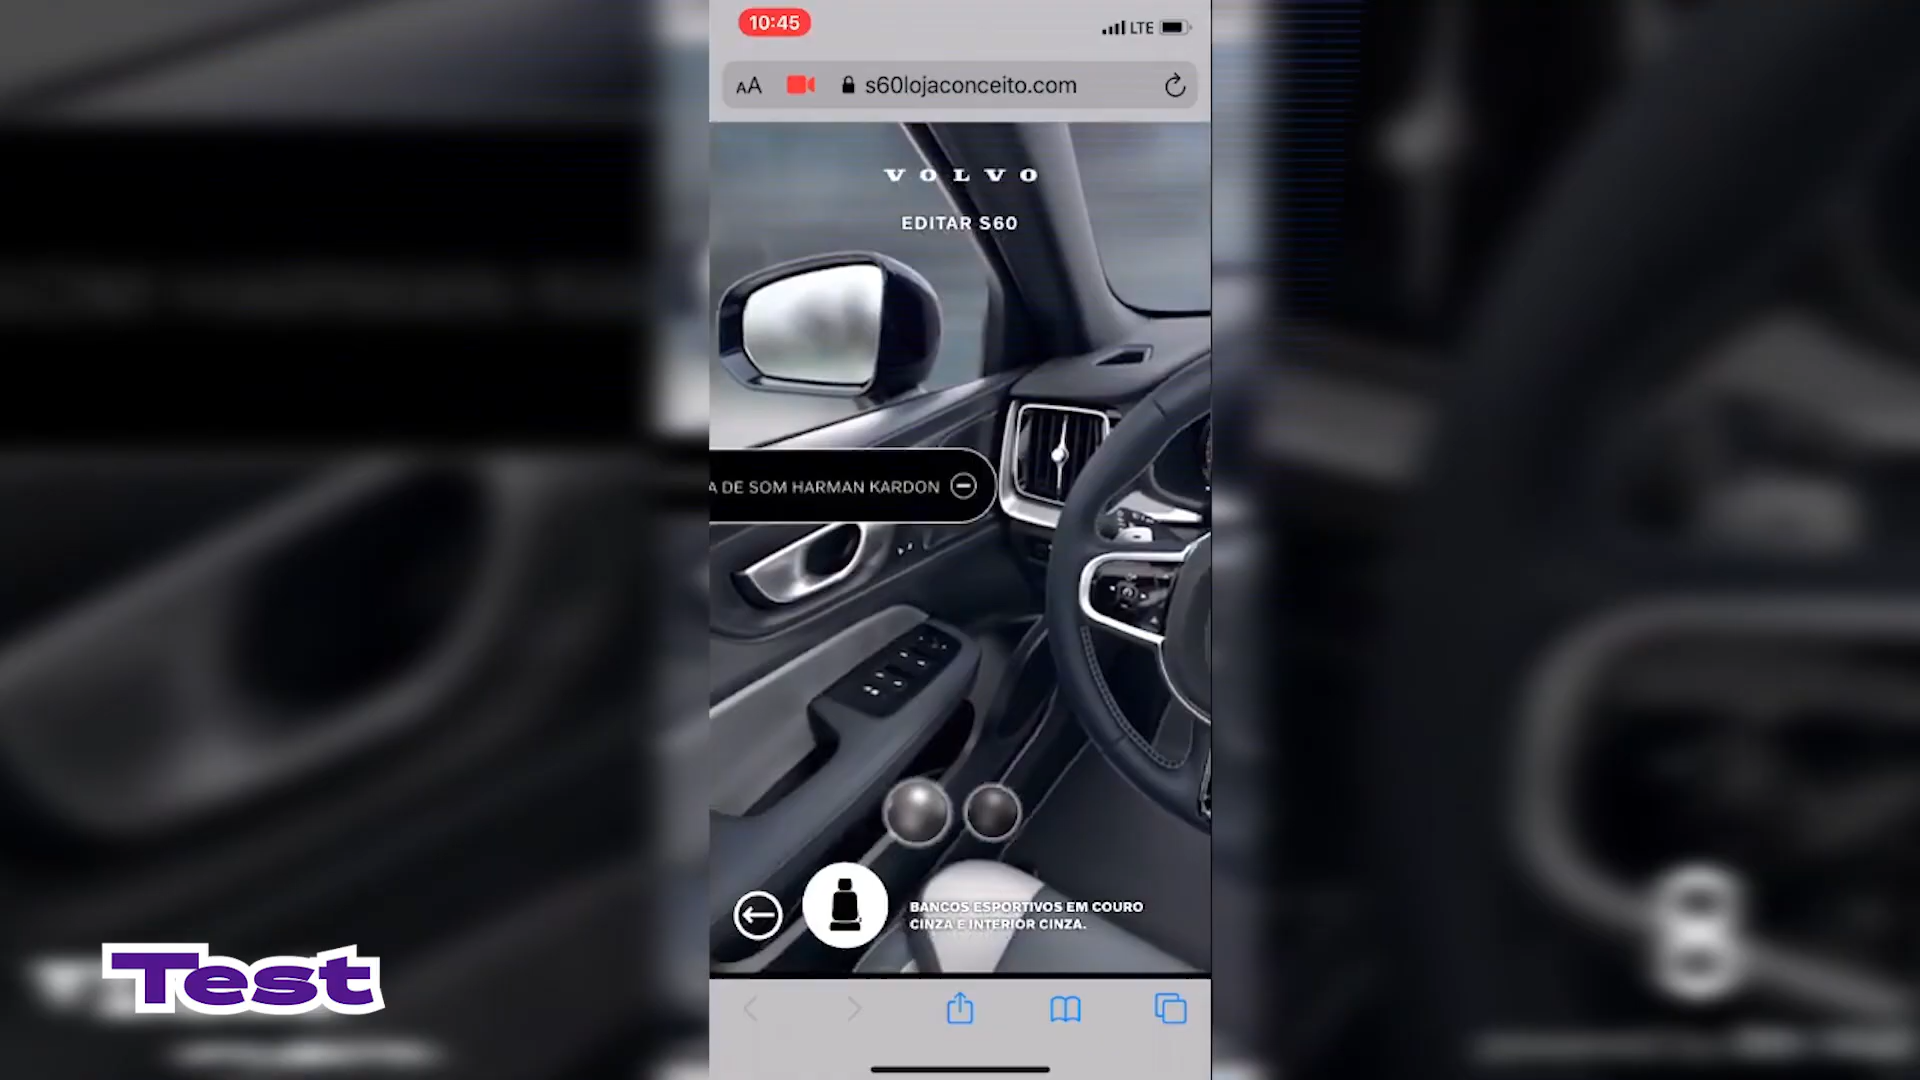 10:45
LTE
AA
s60lojaconceito.com
VOLVO
EDITAR S60
A DE SOM HARMAN KARDON
BANCOS ESPORTIVOS EM COURO
CINZA E INTERIOR CINZA.
Test